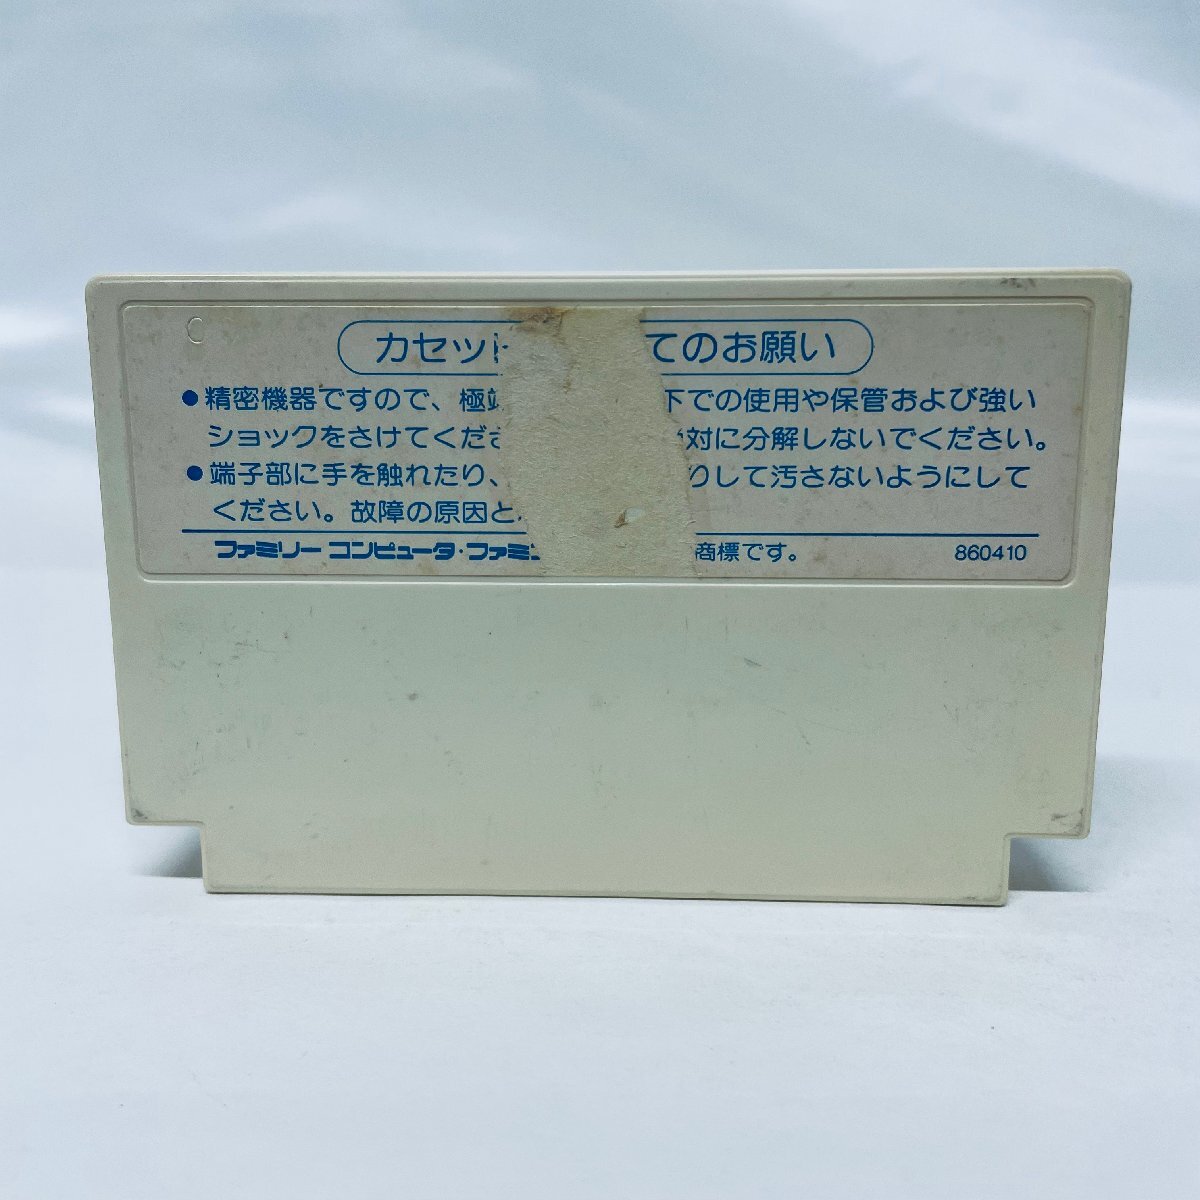 C
カセット てのお願い
●精密機器ですので、極端 下での使用や保管および強い
ショックをさけてくださ 対に分解しないでください。
●端子部に手を触れたり、 りして汚さないようにして
ください。故障の原因と
ファミリー コンピュータ・ファミ 商標です。 860410